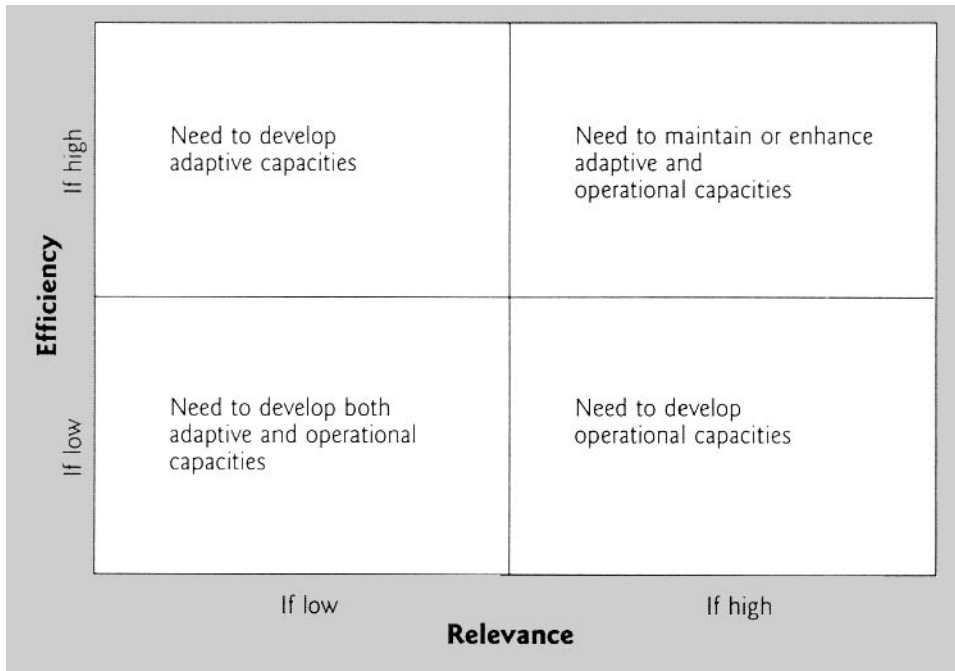 Efficiency
If high
Need to develop
adaptive capacities
Need to maintain or enhance
adaptive and
operational capacities
If low
Need to develop both
adaptive and operational
capacities
Need to develop
operational capacities
If low
If high
Relevance